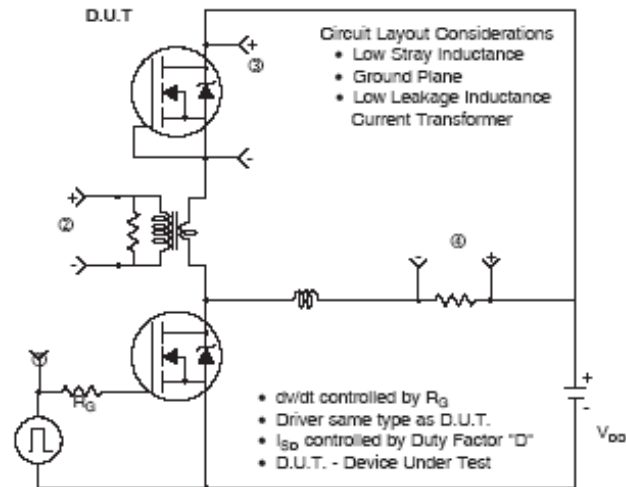 D.U.T
+
③
-
Circuit Layout Considerations
• Low Stray Inductance
• Ground Plane
• Low Leakage Inductance
Current Transformer
+
②
-
④
-
+
RG
• dv/dt controlled by RG
• Driver same type as D.U.T.
• ISD controlled by Duty Factor "D"
• D.U.T. - Device Under Test
+
-
VDD